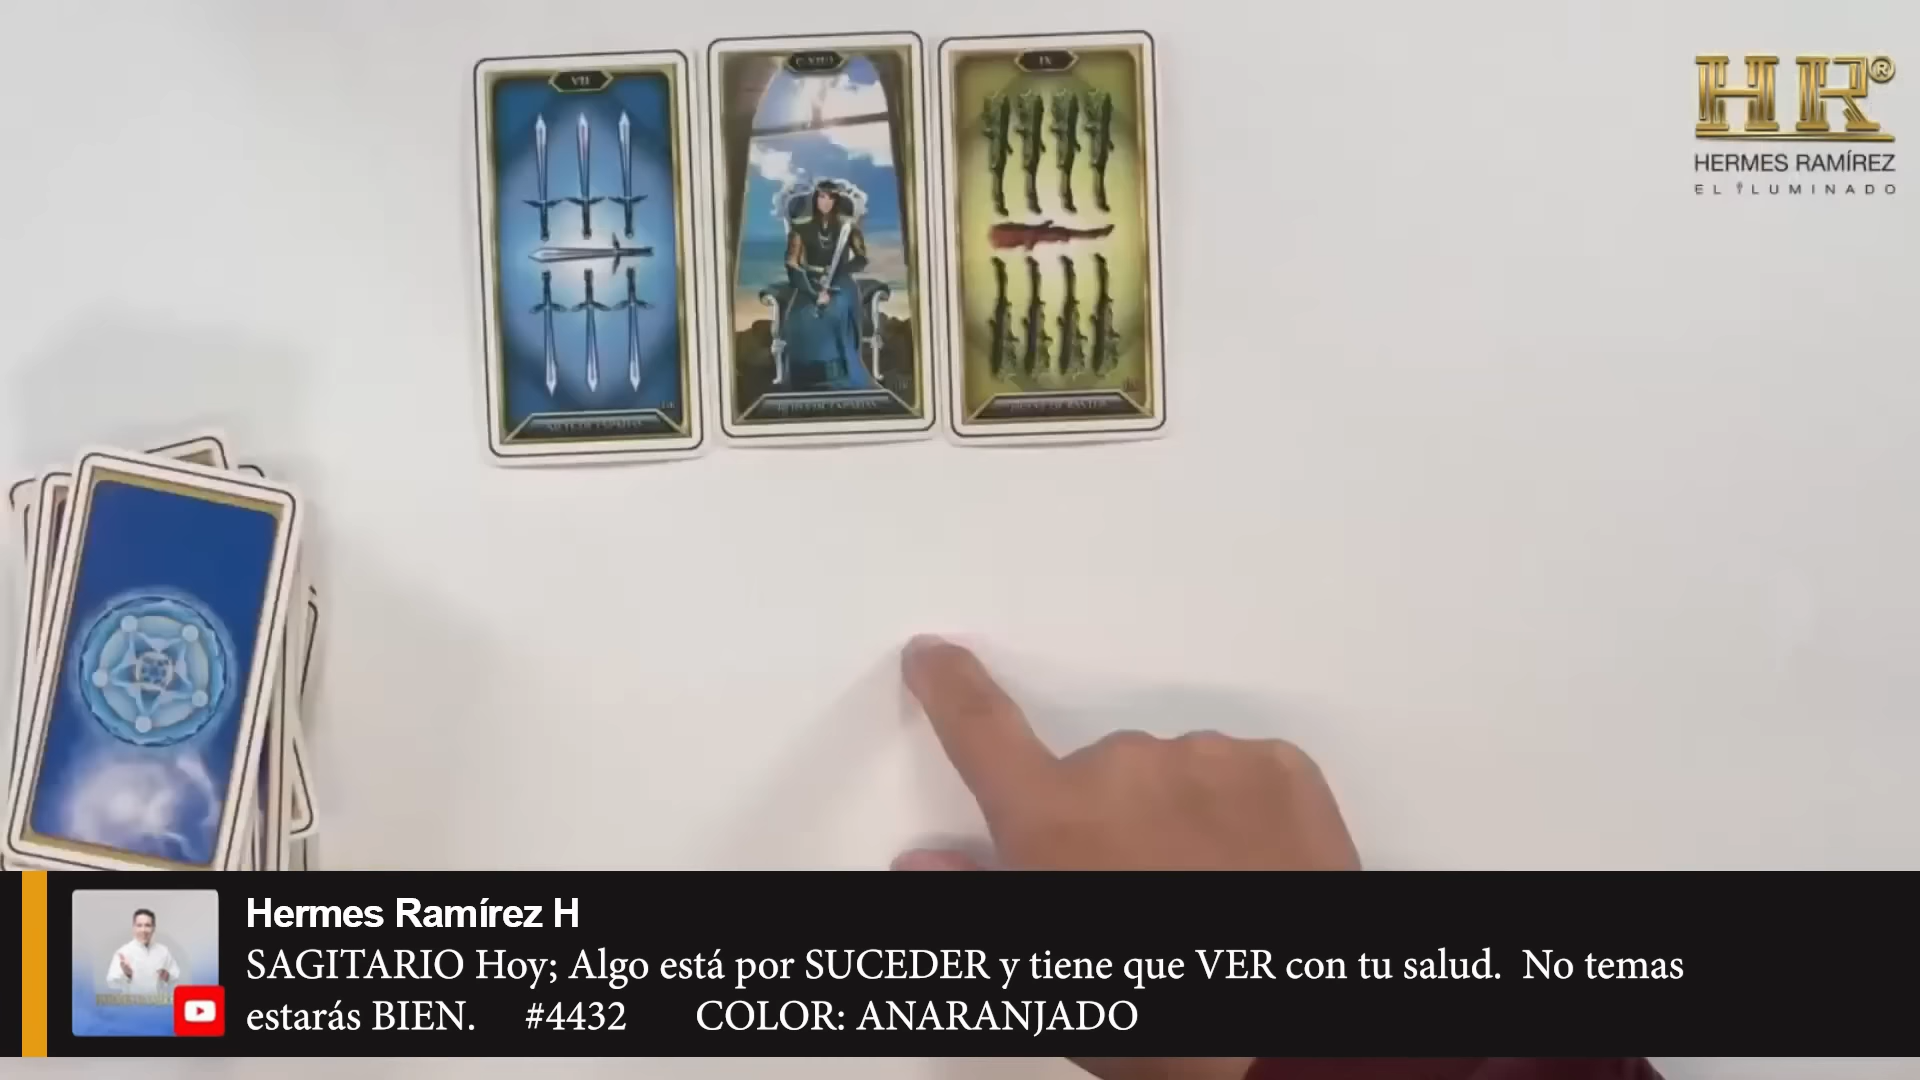 VII
IX
HR®
HERMES RAMÍREZ
EL ILUMINADO
Hermes Ramírez H
SAGITARIO Hoy; Algo está por SUCEDER y tiene que VER con tu salud. No temas
estarás BIEN. #4432 COLOR: ANARANJADO